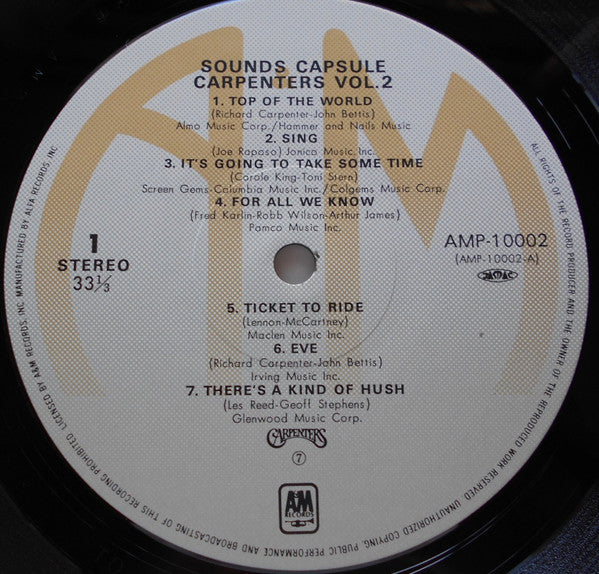 SOUNDS CAPSULE
CARPENTERS VOL.2
1. TOP OF THE WORLD
(Richard Carpenter-John Bettis)
Almo Music Corp./Hammer and Nails Music
2. SING
(Joe Raposo) Jonico Music, Inc.
3. IT'S GOING TO TAKE SOME TIME
(Carole King-Toni Stern)
Screen Gems-Columbia Music Inc./Colgems Music Corp.
4. FOR ALL WE KNOW
(Fred Karlin-Robb Wilson-Arthur James)
Pamco Music Inc.
1
STEREO
33⅓
AMP-10002
(AMP-10002-A)
5. TICKET TO RIDE
(Lennon-McCartney)
Maclen Music Inc.
6. EVE
(Richard Carpenter-John Bettis)
Irving Music Inc.
7. THERE'S A KIND OF HUSH
(Les Reed-Geoff Stephens)
Glenwood Music Corp.
CARPENTERS
⑦
A&M
RECORDS
ALL RIGHTS OF THE RECORD PRODUCER AND THE OWNER OF THE REPRODUCED WORK RESERVED. UNAUTHORIZED COPYING, PUBLIC PERFORMANCE AND BROADCASTING OF THIS RECORDING PROHIBITED LICENSED BY A&M RECORDS, INC. MANUFACTURED BY ALFA RECORDS, INC